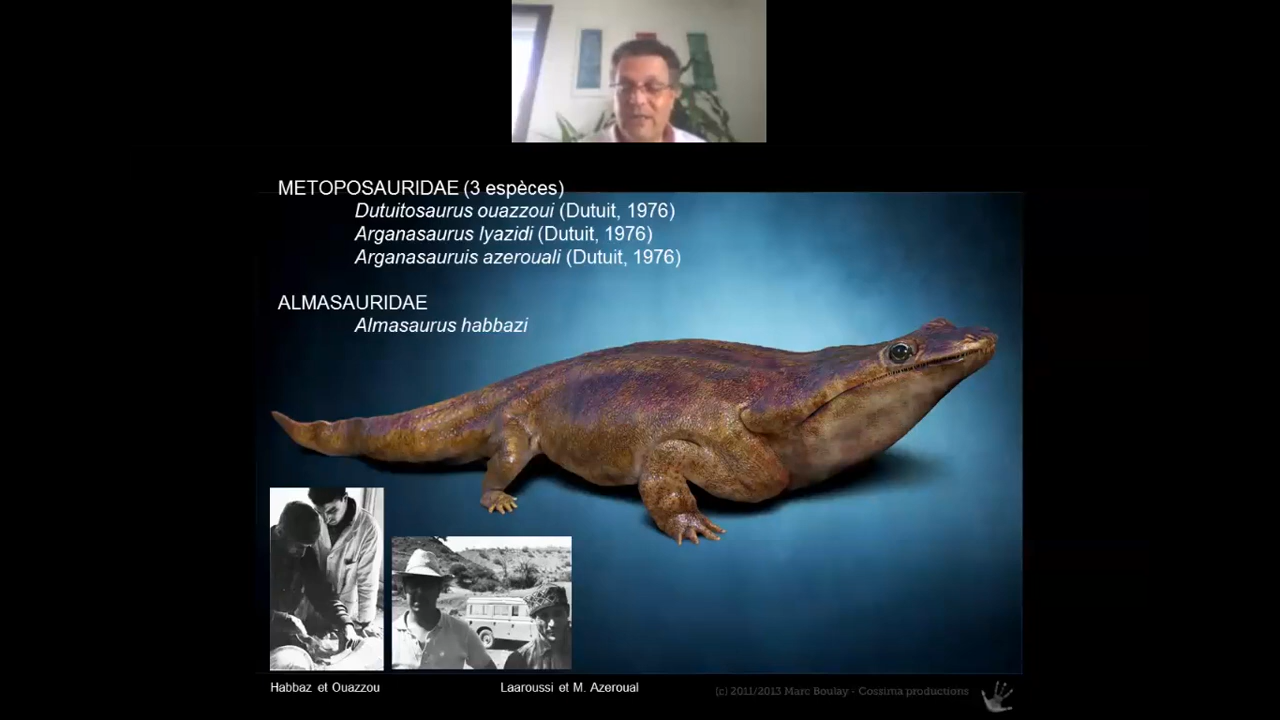 METOPOSAURIDAE (3 espèces)
Dutuitosaurus ouazzoui (Dutuit, 1976)
Arganasaurus lyazidi (Dutuit, 1976)
Arganasauruis azerouali (Dutuit, 1976)
ALMASAURIDAE
Almasaurus habbazi
Habbaz et Ouazzou
Laaroussi et M. Azeroual
(c) 2011/2013 Marc Boulay - Cossima productions